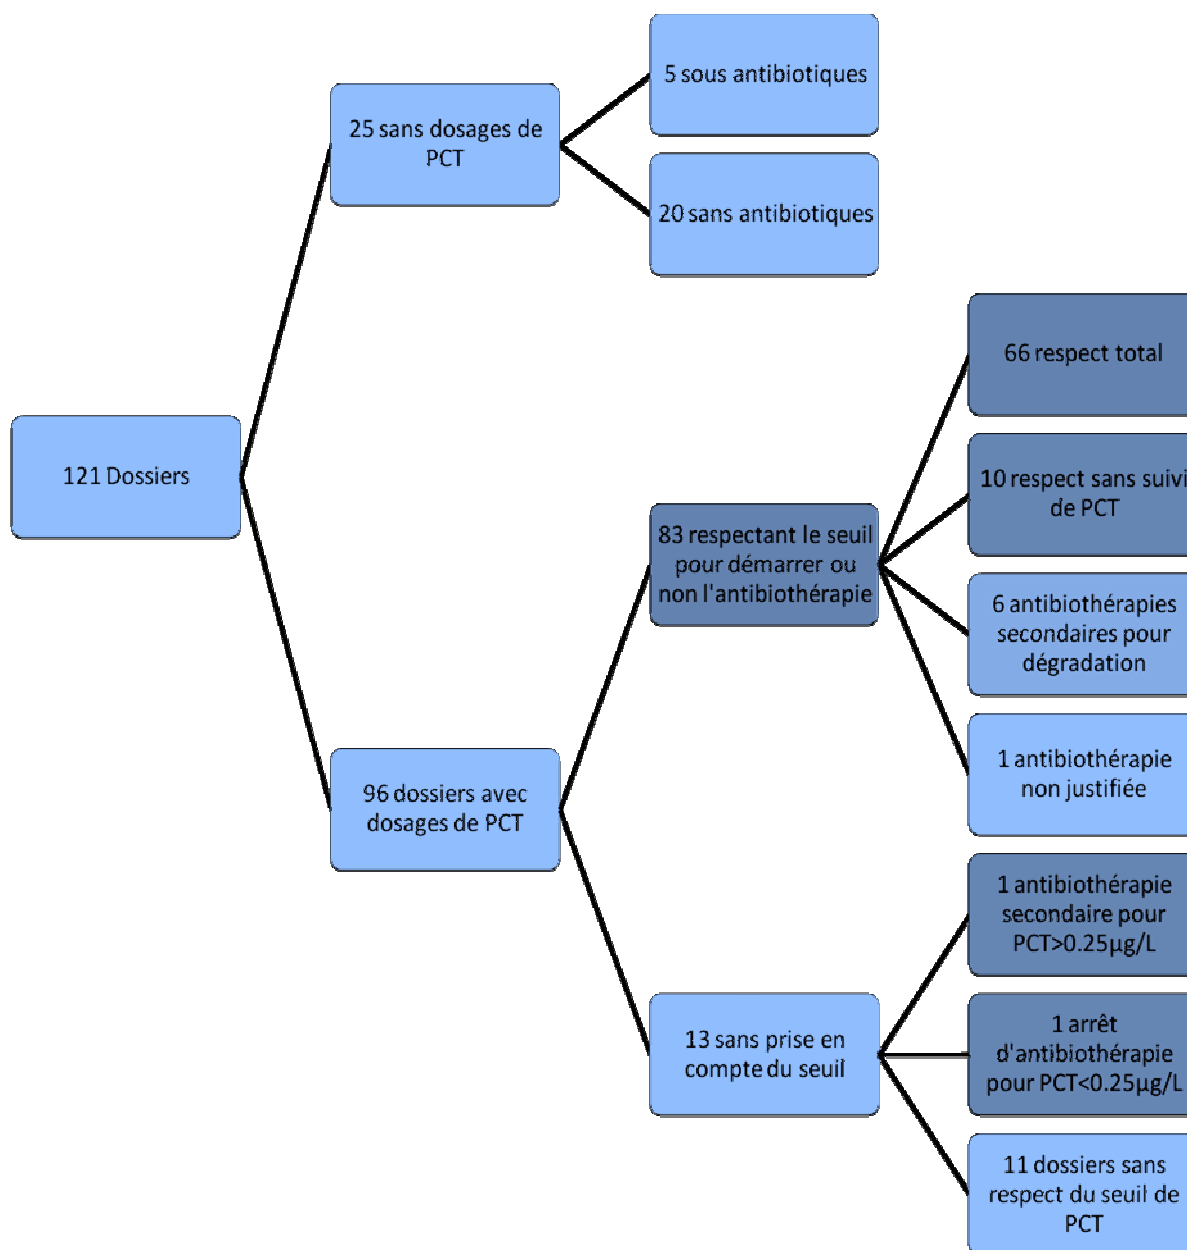 5 sous antibiotiques
25 sans dosages de
PCT
20 sans antibiotiques
66 respect total
121 Dossiers
10 respect sans suivi
de PCT
83 respectant le seuil
pour démarrer ou
non l'antibiothérapie
6 antibiothérapies
secondaires pour
dégradation
96 dossiers avec
dosages de PCT
1 antibiothérapie
non justifiée
1 antibiothérapie
secondaire pour
PCT>0.25µg/L
13 sans prise en
compte du seuil
1 arrêt
d'antibiothérapie
pour PCT<0.25µg/L
11 dossiers sans
respect du seuil de
PCT